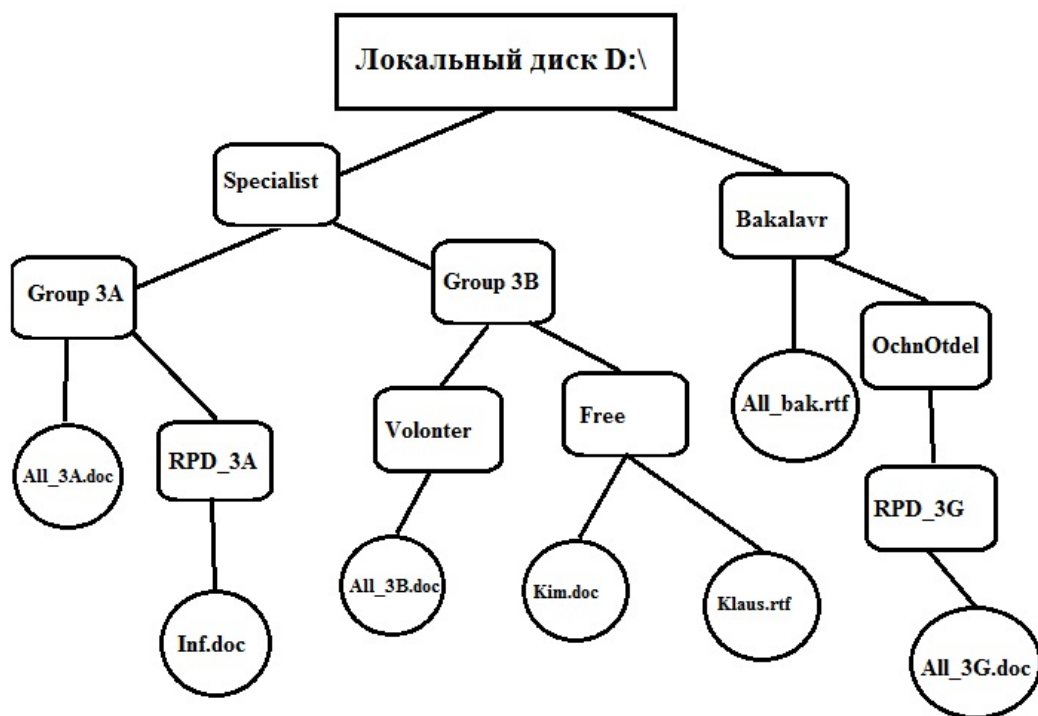 Локальный диск D:\
Specialist
Bakalavr
Group 3A
Group 3B
OchnOtdel
Volonter
Free
All_bak.rtf
All_3A.doc
RPD_3A
RPD_3G
All_3B.doc
Kim.doc
Klaus.rtf
Inf.doc
All_3G.doc